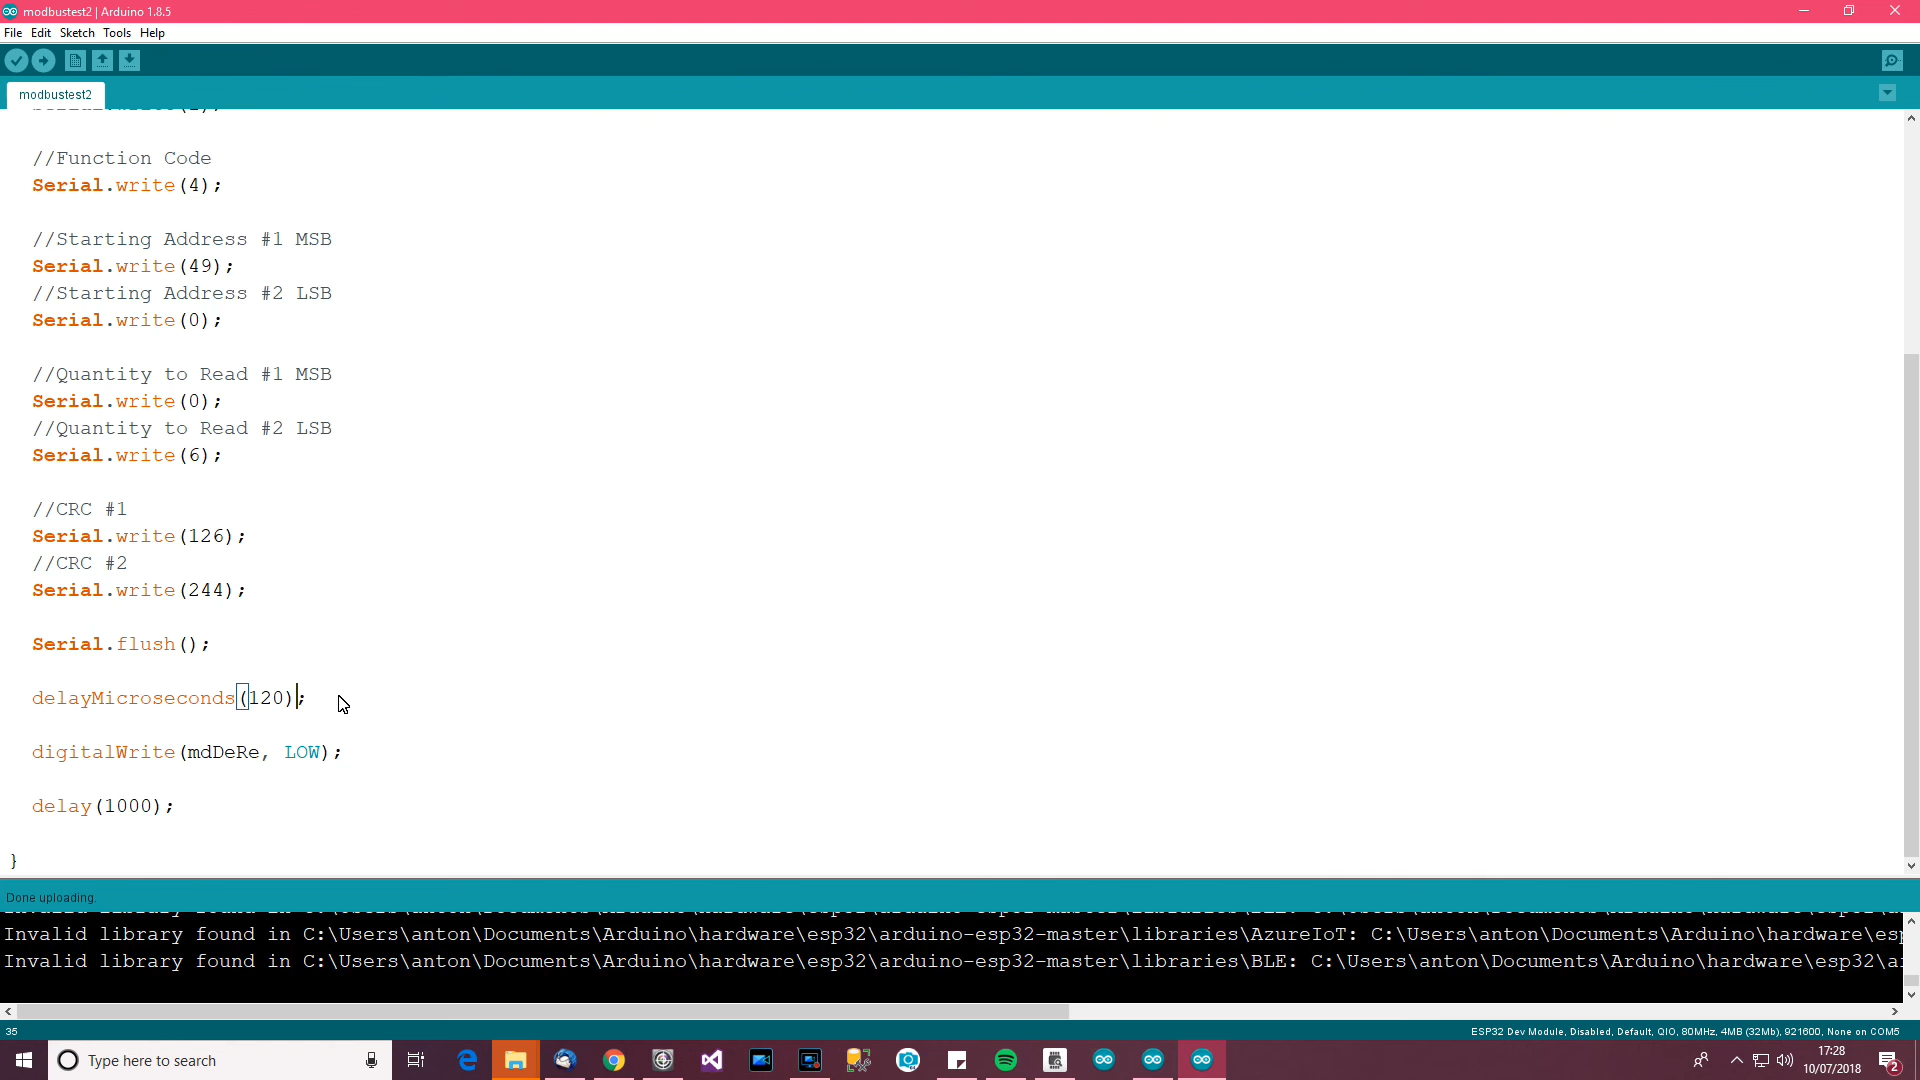 modbustest2 | Arduino 1.8.5
File Edit Sketch Tools Help
modbustest2
//Function Code
Serial.write(4);
//Starting Address #1 MSB
Serial.write(49);
//Starting Address #2 LSB
Serial.write(0);
//Quantity to Read #1 MSB
Serial.write(0);
//Quantity to Read #2 LSB
Serial.write(6);
//CRC #1
Serial.write(126);
//CRC #2
Serial.write(244);
Serial.flush();
delayMicroseconds(120);
digitalWrite(mdDeRe, LOW);
delay(1000);
}
Done uploading.
Invalid library found in C:\Users\anton\Documents\Arduino\hardware\esp32\arduino-esp32-master\libraries\AzureIoT: C:\Users\anton\Documents\Arduino\hardware\esp
Invalid library found in C:\Users\anton\Documents\Arduino\hardware\esp32\arduino-esp32-master\libraries\BLE: C:\Users\anton\Documents\Arduino\hardware\esp32\a
35
ESP32 Dev Module, Disabled, Default, QIO, 80MHz, 4MB (32Mb), 921600, None on COM5
Type here to search
17:28
10/07/2018
2